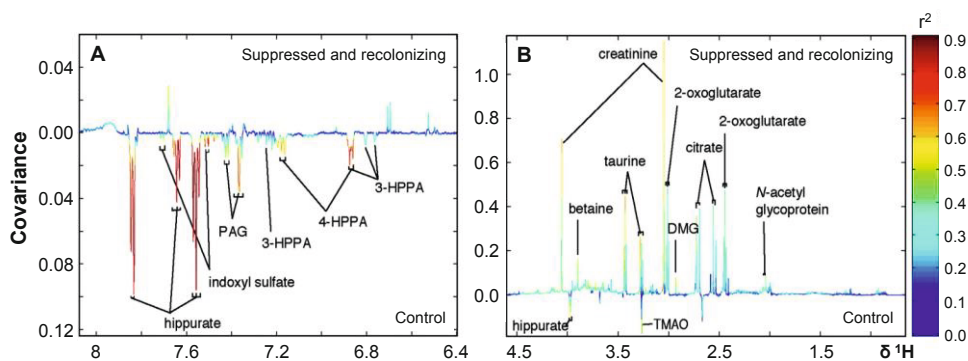 A
Suppressed and recolonizing
Covariance
0.04
0.00
0.04
0.08
0.12
3-HPPA
4-HPPA
PAG
3-HPPA
indoxyl sulfate
hippurate
Control
8
7.6
7.2
6.8
6.4
B
Suppressed and recolonizing
1.0
0.8
0.6
0.4
0.2
0.0
creatinine
2-oxoglutarate
2-oxoglutarate
taurine
citrate
betaine
DMG
N-acetyl
glycoprotein
hippurate
TMAO
Control
4.5
3.5
2.5
1.5
δ ¹H
r²
0.9
0.8
0.7
0.6
0.5
0.4
0.3
0.2
0.1
0.0